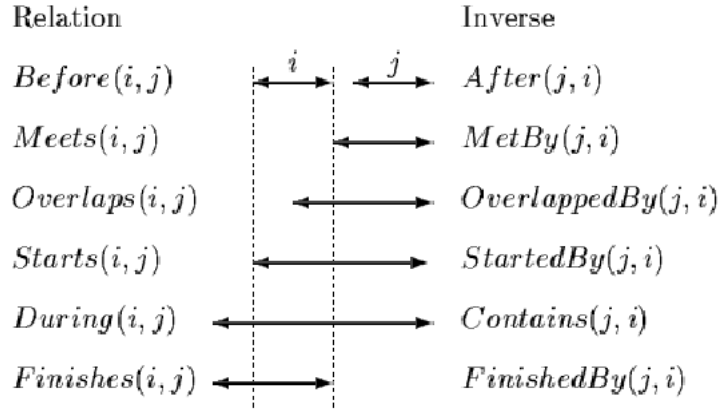 Relation Inverse
Before(i, j) i j After(j, i)
Meets(i, j) MetBy(j, i)
Overlaps(i, j) OverlappedBy(j, i)
Starts(i, j) StartedBy(j, i)
During(i, j) Contains(j, i)
Finishes(i, j) FinishedBy(j, i)